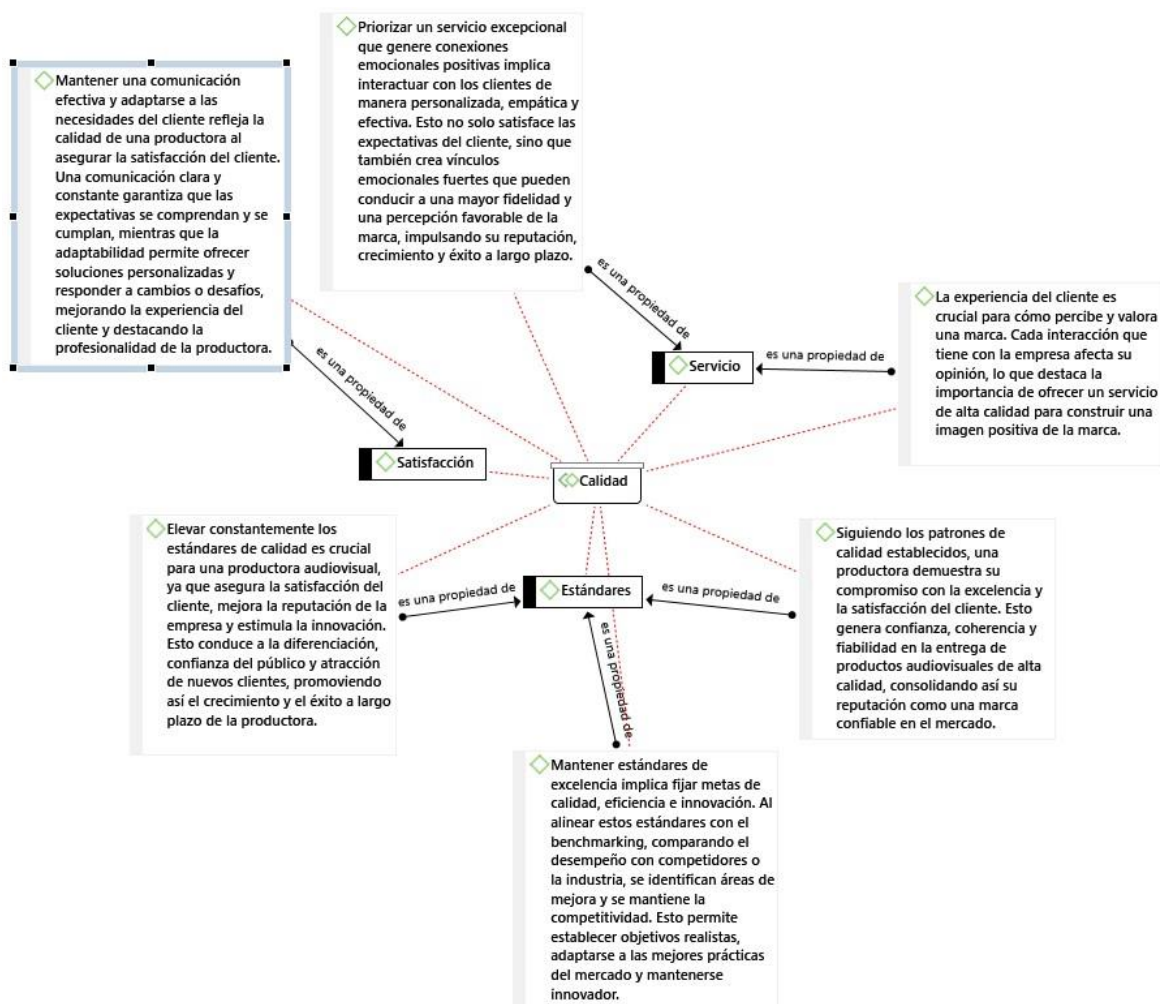 Priorizar un servicio excepcional
que genere conexiones
emocionales positivas implica
interactuar con los clientes de
manera personalizada, empática y
efectiva. Esto no solo satisface las
expectativas del cliente, sino que
también crea vínculos
emocionales fuertes que pueden
conducir a una mayor fidelidad y
una percepción favorable de la
marca, impulsando su reputación,
crecimiento y éxito a largo plazo.
Mantener una comunicación
efectiva y adaptarse a las
necesidades del cliente refleja la
calidad de una productora al
asegurar la satisfacción del cliente.
Una comunicación clara y
constante garantiza que las
expectativas se comprendan y se
cumplan, mientras que la
adaptabilidad permite ofrecer
soluciones personalizadas y
responder a cambios o desafíos,
mejorando la experiencia del
cliente y destacando la
profesionalidad de la productora.
es una propiedad de
La experiencia del cliente es
crucial para cómo percibe y valora
una marca. Cada interacción que
tiene con la empresa afecta su
opinión, lo que destaca la
importancia de ofrecer un servicio
de alta calidad para construir una
imagen positiva de la marca.
es una propiedad de
Servicio
es una propiedad de
Satisfacción
Calidad
Elevar constantemente los
estándares de calidad es crucial
para una productora audiovisual,
ya que asegura la satisfacción del
cliente, mejora la reputación de la
empresa y estimula la innovación.
Esto conduce a la diferenciación,
confianza del público y atracción
de nuevos clientes, promoviendo
así el crecimiento y el éxito a largo
plazo de la productora.
es una propiedad de
Estándares
es una propiedad de
Siguiendo los patrones de
calidad establecidos, una
productora demuestra su
compromiso con la excelencia y
la satisfacción del cliente. Esto
genera confianza, coherencia y
fiabilidad en la entrega de
productos audiovisuales de alta
calidad, consolidando así su
reputación como una marca
confiable en el mercado.
es una propiedad de
Mantener estándares de
excelencia implica fijar metas de
calidad, eficiencia e innovación. Al
alinear estos estándares con el
benchmarking, comparando el
desempeño con competidores o
la industria, se identifican áreas de
mejora y se mantiene la
competitividad. Esto permite
establecer objetivos realistas,
adaptarse a las mejores prácticas
del mercado y mantenerse
innovador.